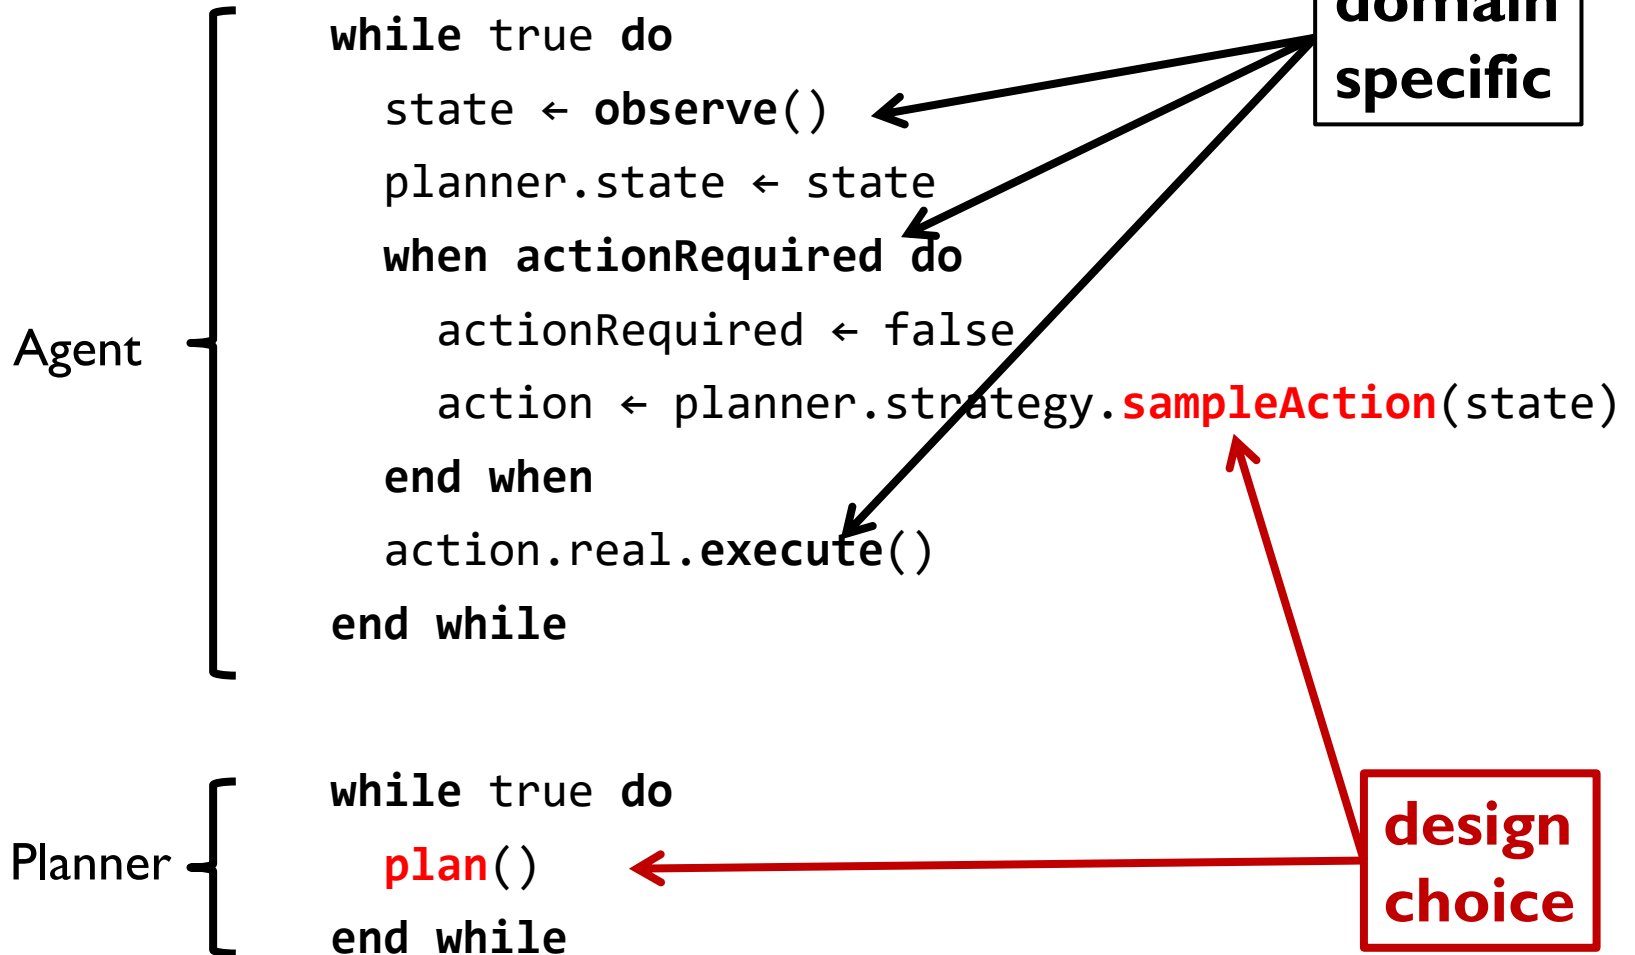 domain
specific
while true do
state ← observe()
planner.state ← state
when actionRequired do
actionRequired ← false
action ← planner.strategy.sampleAction(state)
end when
action.real.execute()
end while
Agent
while true do
plan()
end while
Planner
design
choice